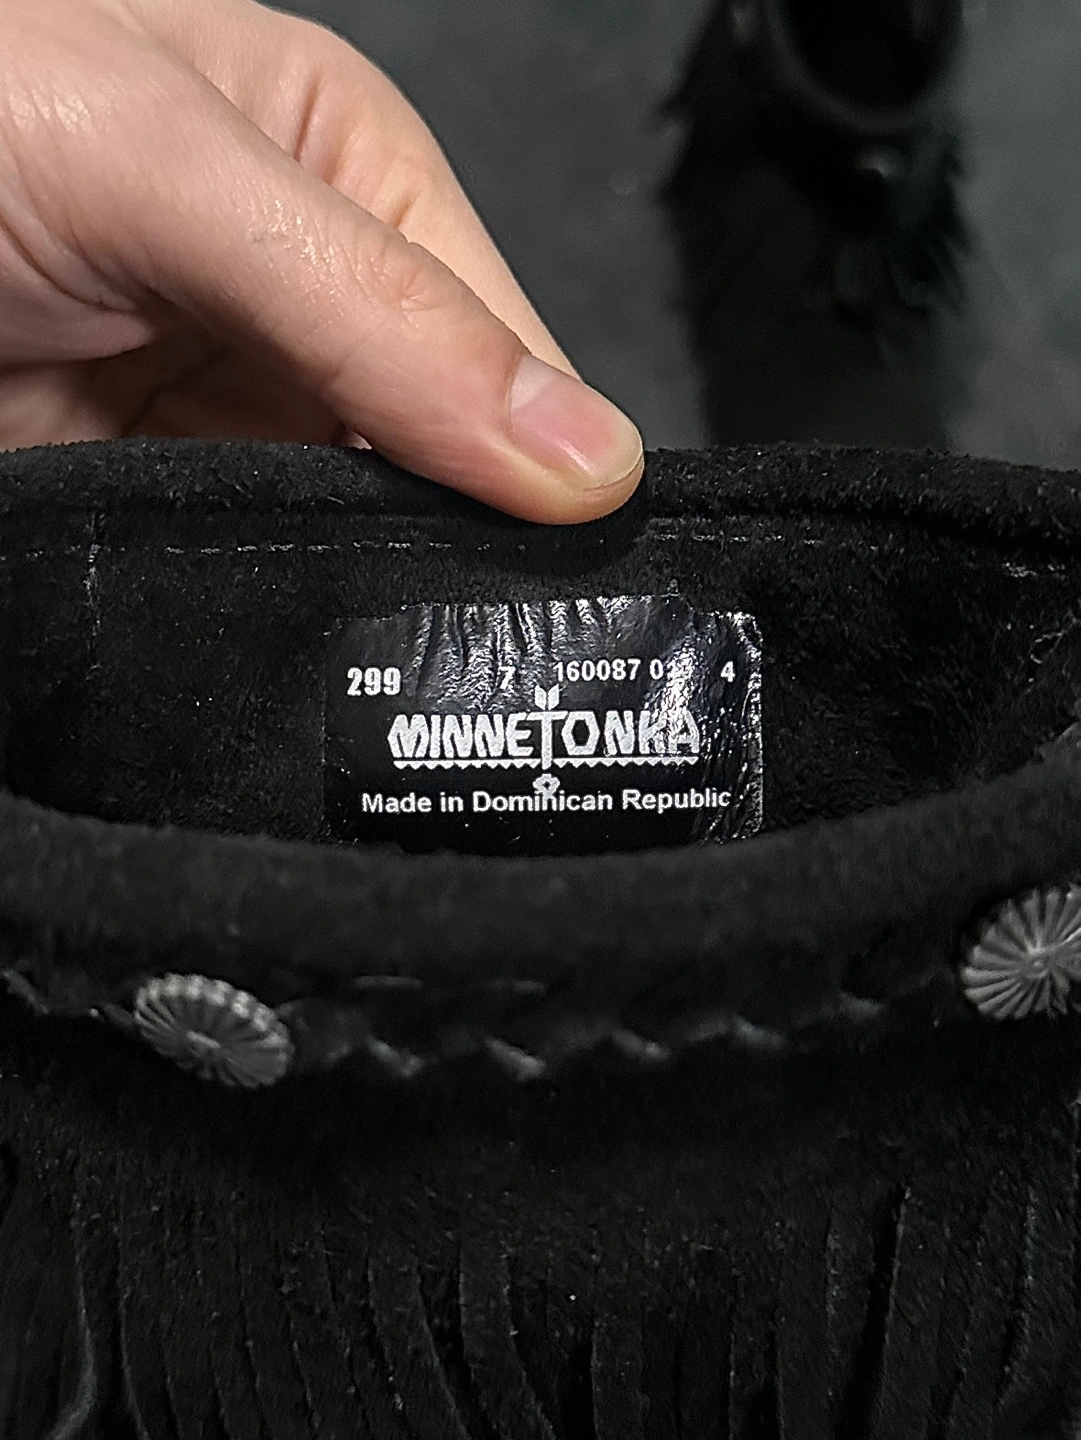 299 7 160087 4
MINNETONKA
Made in Dominican Republic